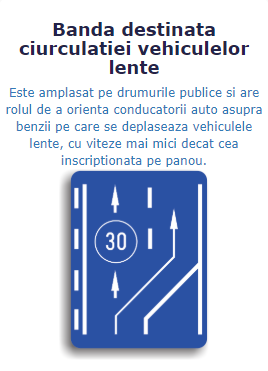 Banda destinata
ciurculatiei vehiculelor
lente
Este amplasat pe drumurile publice si are
rolul de a orienta conducatorii auto asupra
benzii pe care se deplaseaza vehiculele
lente, cu viteze mai mici decat cea
inscriptionata pe panou.
30